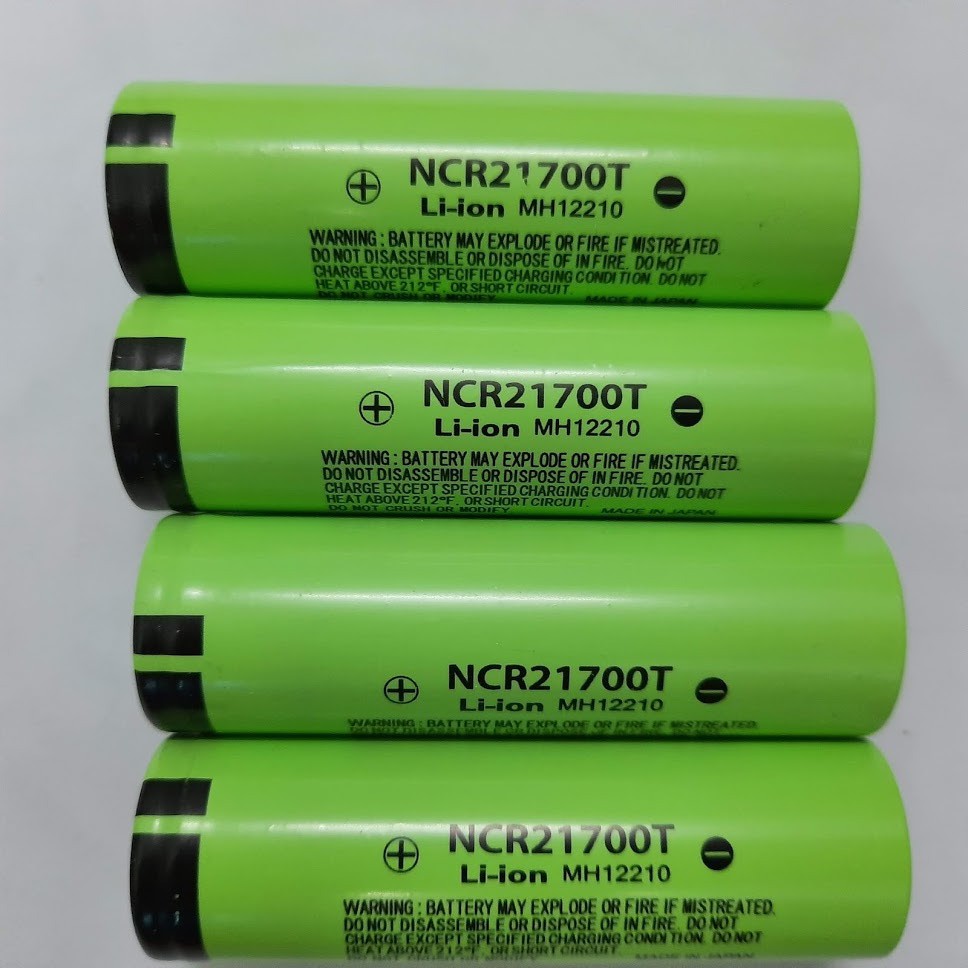 NCR21700T
Li-ion MH12210
WARNING : BATTERY MAY EXPLODE OR FIRE IF MISTREATED.
DO NOT DISASSEMBLE OR DISPOSE OF IN FIRE. DO NOT
CHARGE EXCEPT SPECIFIED CHARGING CONDITION. DO NOT
HEAT ABOVE 212°F, OR SHORT CIRCUIT.
DO NOT CRUSH OR MODIFY. MADE IN JAPAN
NCR21700T
Li-ion MH12210
WARNING : BATTERY MAY EXPLODE OR FIRE IF MISTREATED.
DO NOT DISASSEMBLE OR DISPOSE OF IN FIRE. DO NOT
CHARGE EXCEPT SPECIFIED CHARGING CONDITION. DO NOT
HEAT ABOVE 212°F, OR SHORT CIRCUIT.
DO NOT CRUSH OR MODIFY. MADE IN JAPAN
NCR21700T
Li-ion MH12210
WARNING : BATTERY MAY EXPLODE OR FIRE IF MISTREATED.
NCR21700T
Li-ion MH12210
WARNING : BATTERY MAY EXPLODE OR FIRE IF MISTREATED.
DO NOT DISASSEMBLE OR DISPOSE OF IN FIRE. DO NOT
CHARGE EXCEPT SPECIFIED CHARGING CONDITION. DO NOT
HEAT ABOVE 212°F, OR SHORT CIRCUIT.